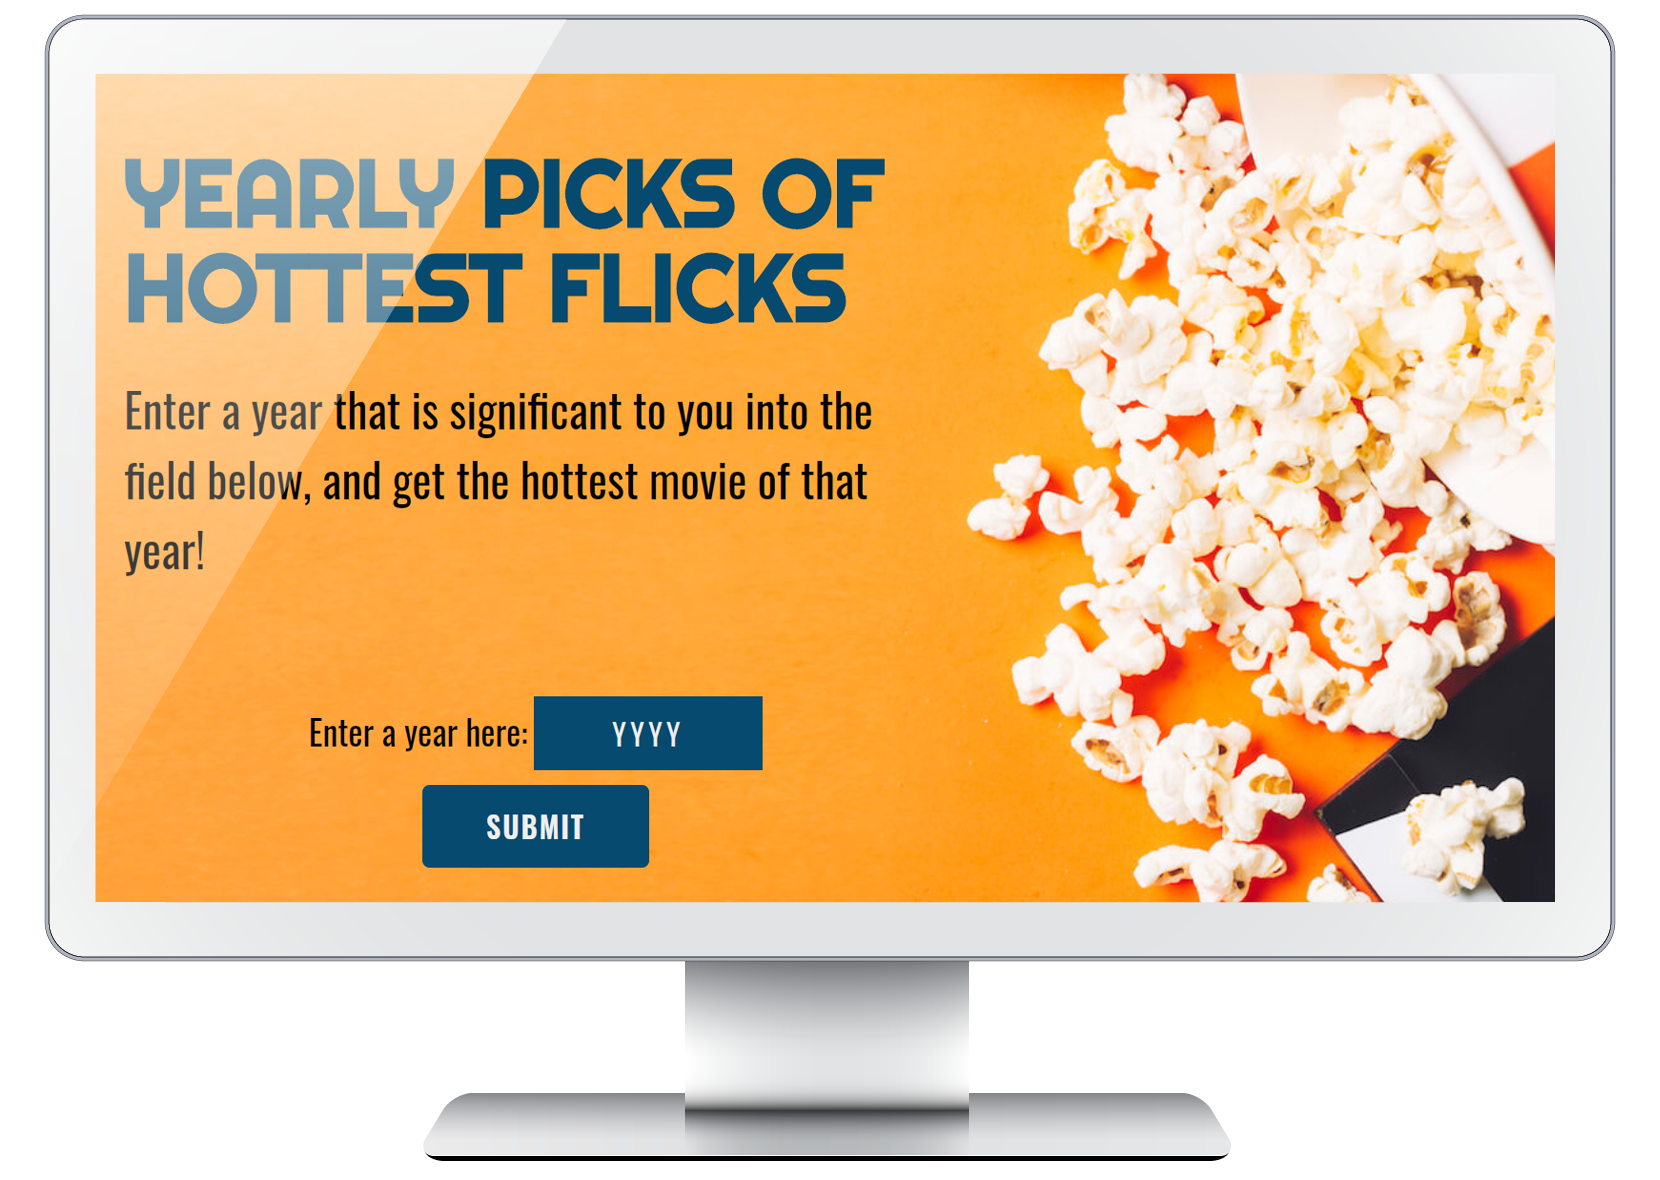 YEARLY PICKS OF
HOTTEST FLICKS
Enter a year that is significant to you into the
field below, and get the hottest movie of that
year!
Enter a year here: YYYY
SUBMIT